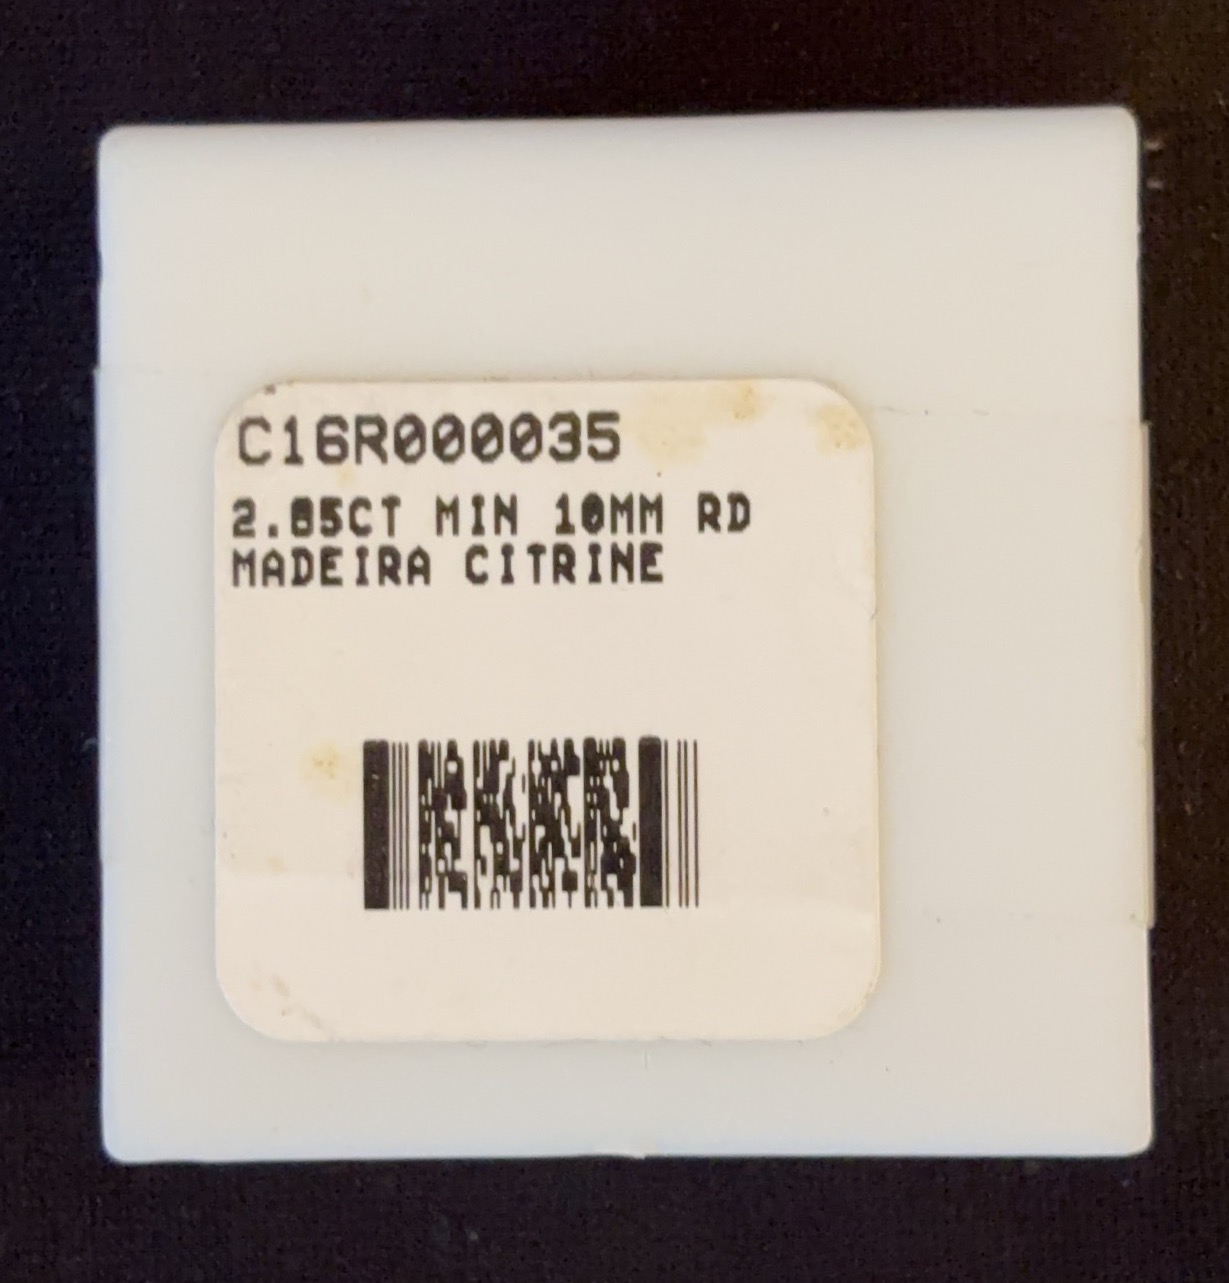 C16R000035
2.85CT MIN 10MM RD
MADEIRA CITRINE